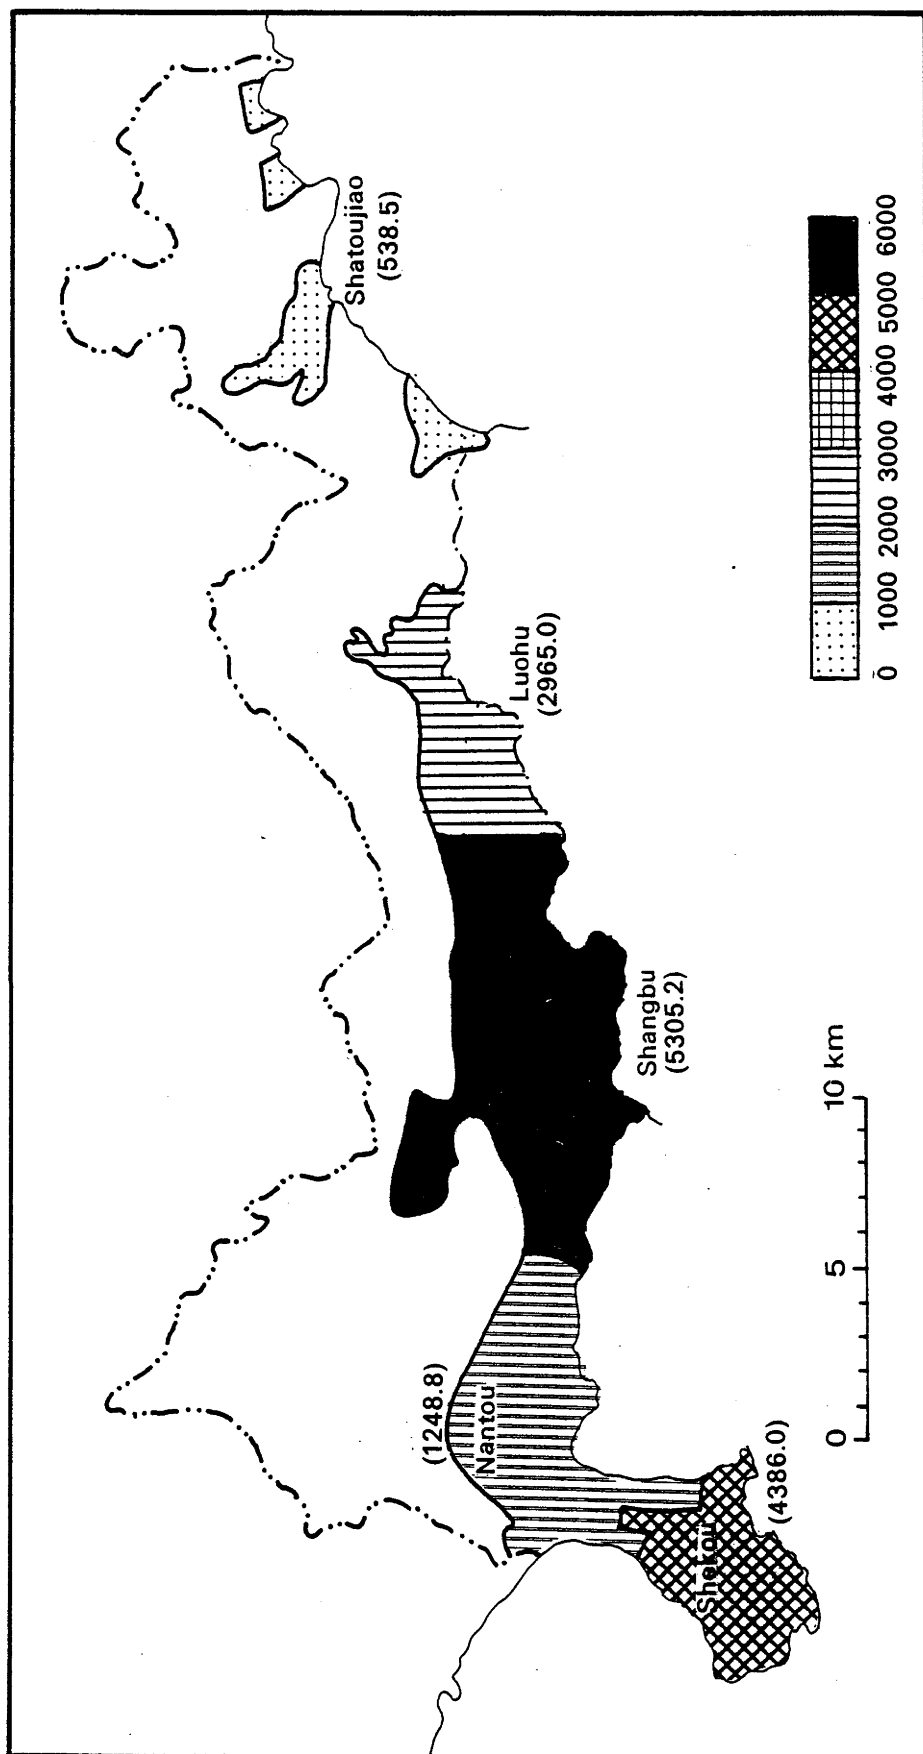 Shatoujiao
(538.5)
Luohu
(2965.0)
Shangbu
(5305.2)
(1248.8)
Nantou
Shekou
(4386.0)
0 5 10 km
0 1000 2000 3000 4000 5000 6000